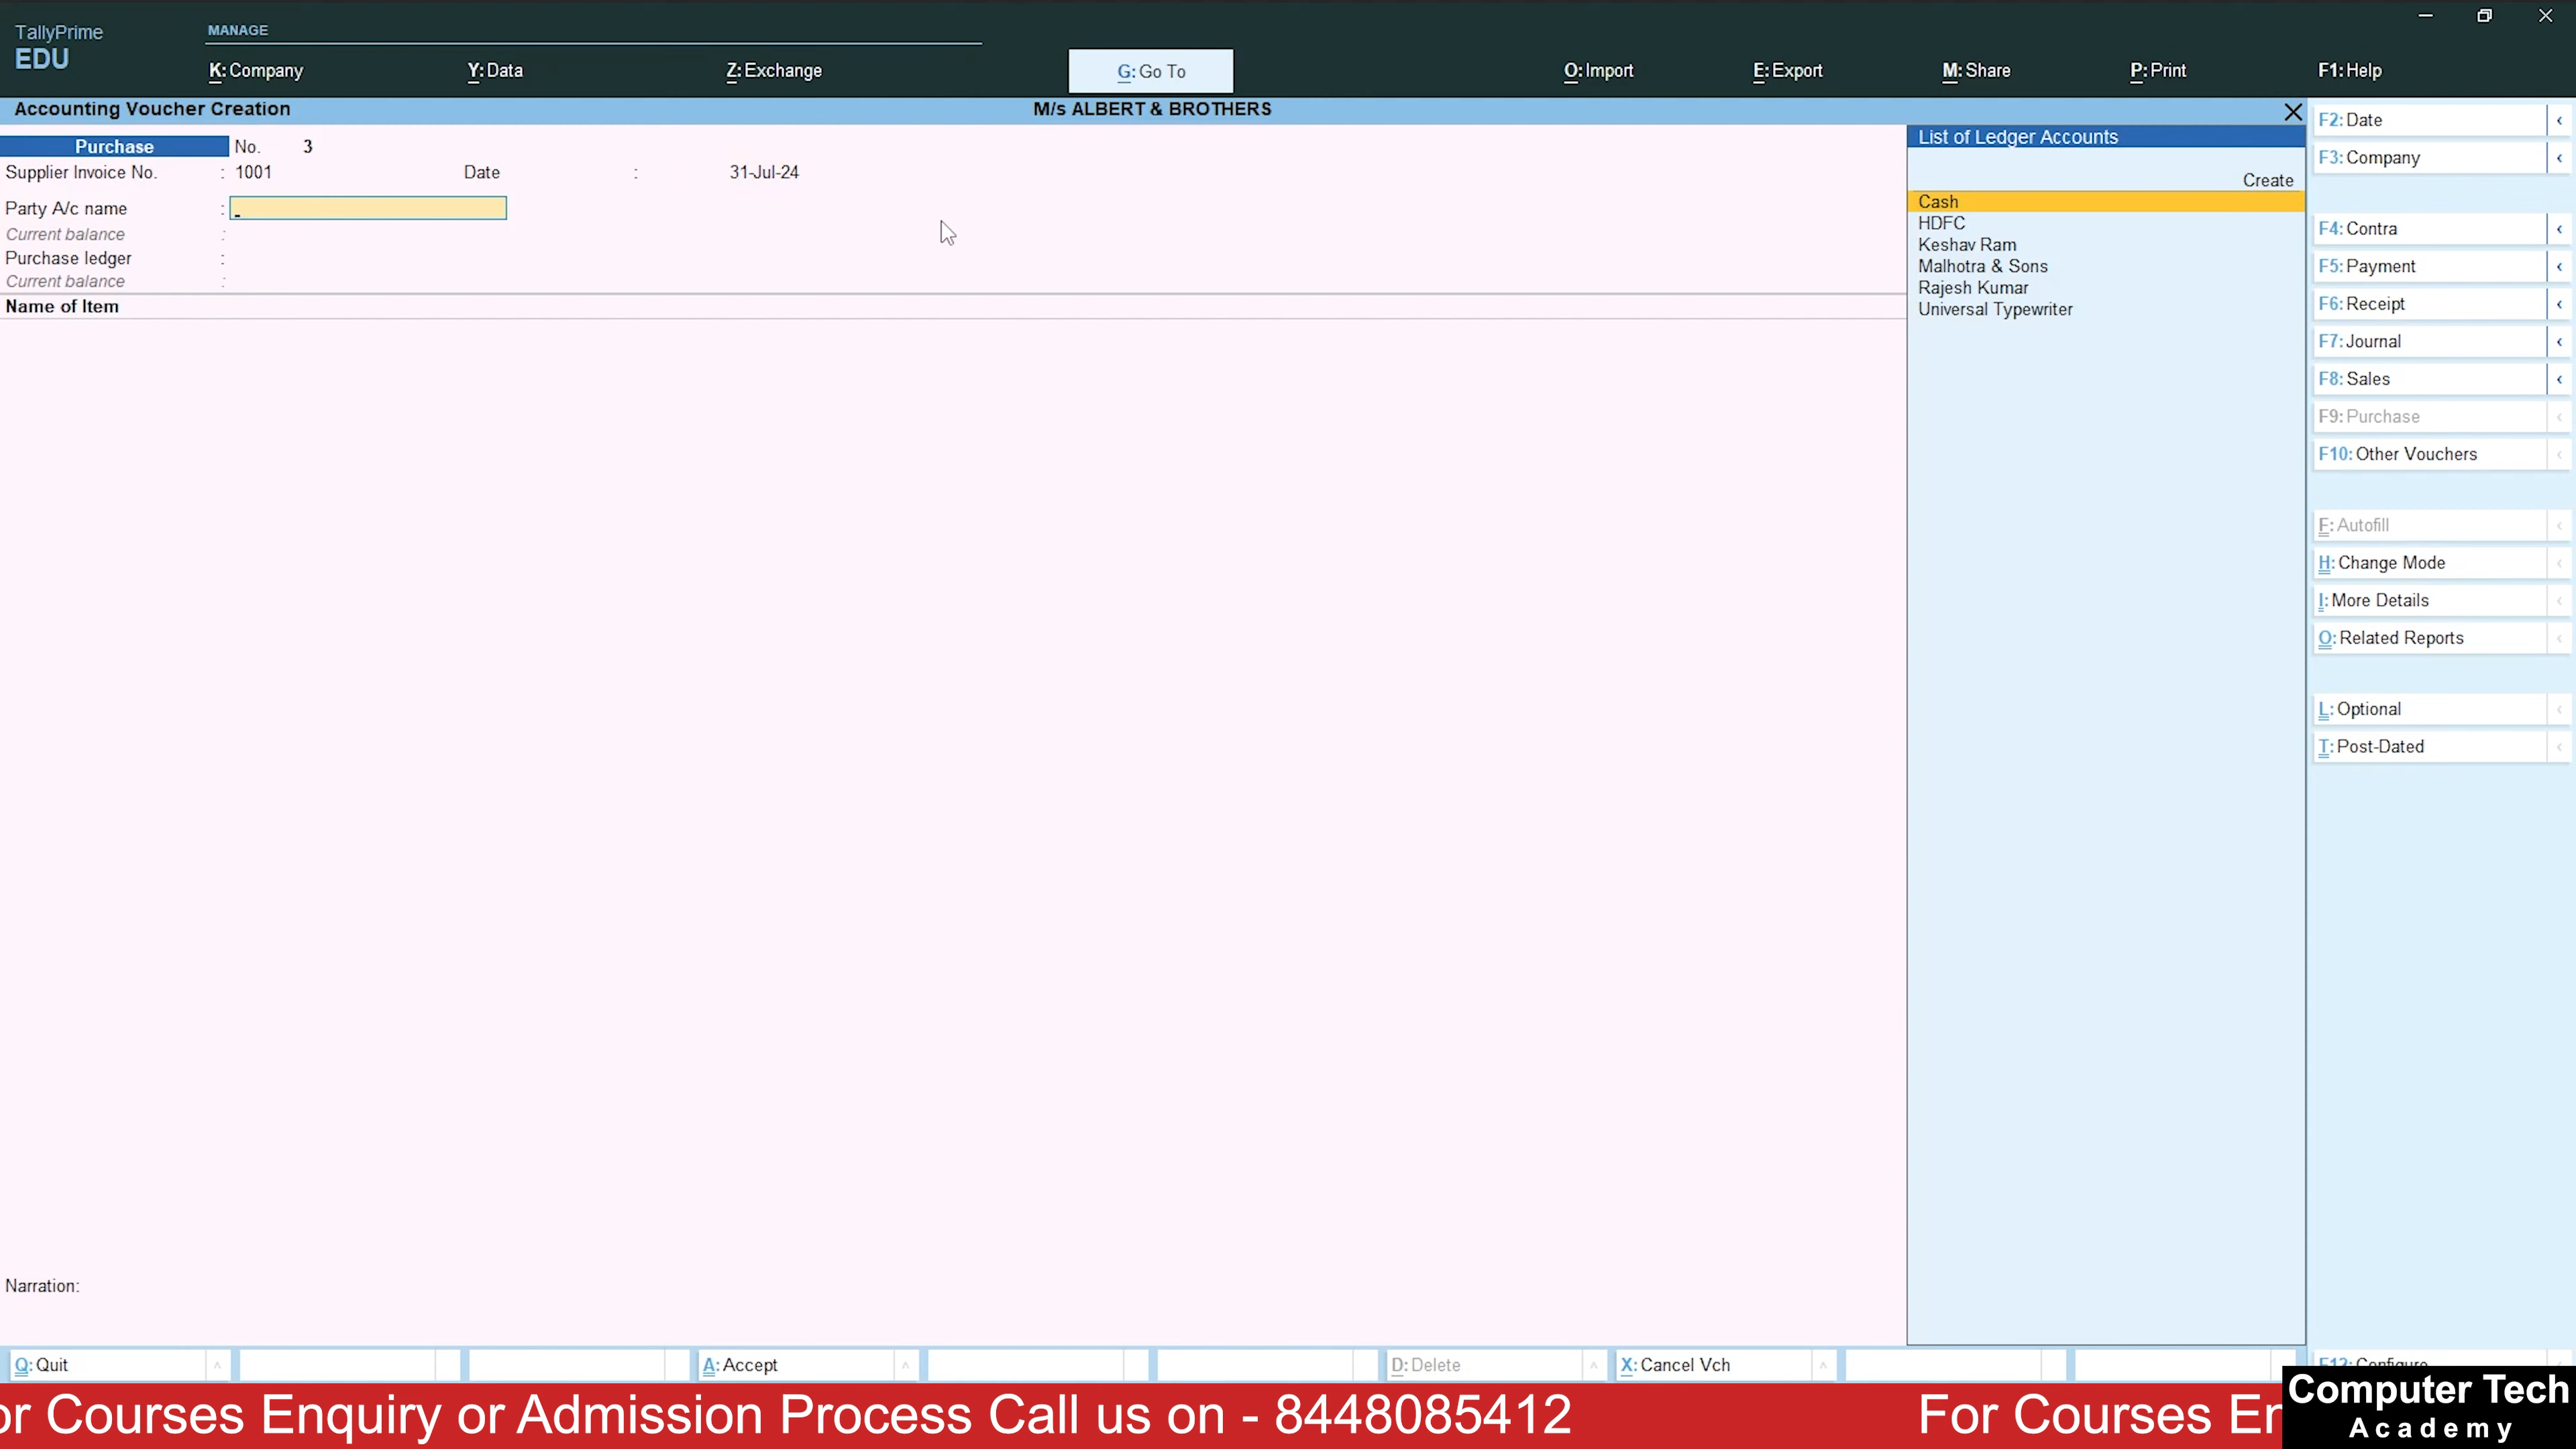 TallyPrime
EDU
MANAGE
K: Company
Y: Data
Z: Exchange
G: Go To
O: Import
E: Export
M: Share
P: Print
F1: Help
Accounting Voucher Creation
M/s ALBERT & BROTHERS
Purchase No. 3
Supplier Invoice No. : 1001 Date : 31-Jul-24
Party A/c name :
Current balance :
Purchase ledger :
Current balance :
Name of Item
Narration:
List of Ledger Accounts
Create
Cash
HDFC
Keshav Ram
Malhotra & Sons
Rajesh Kumar
Universal Typewriter
F2: Date
F3: Company
F4: Contra
F5: Payment
F6: Receipt
F7: Journal
F8: Sales
F9: Purchase
F10: Other Vouchers
F: Autofill
H: Change Mode
I: More Details
O: Related Reports
L: Optional
T: Post-Dated
F12: Configure
Q: Quit
A: Accept
D: Delete
X: Cancel Vch
or Courses Enquiry or Admission Process Call us on - 8448085412
For Courses En
Computer Tech
Academy